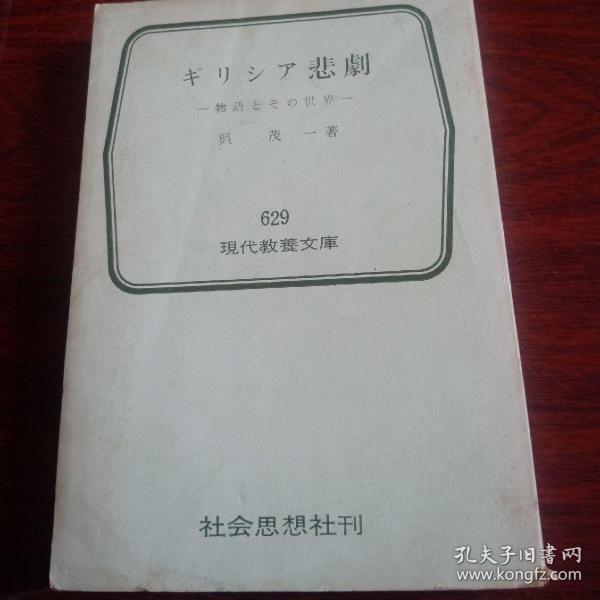 ギリシア悲劇
―物語とその世界―
呉 茂 一 著
629
現代教養文庫
社会思想社刊
孔夫子旧书网
www.kongfz.com